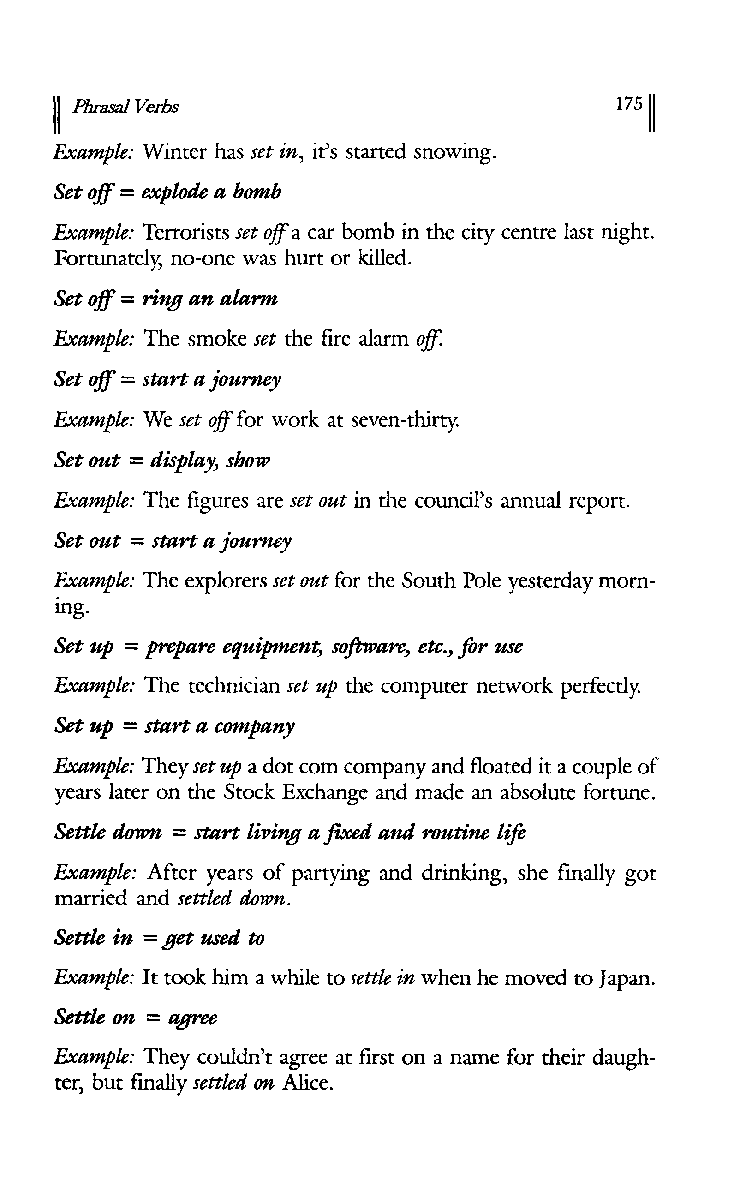 Phrasal Verbs 175
Example: Winter has set in, it's started snowing.
Set off = explode a bomb
Example: Terrorists set off a car bomb in the city centre last night.
Fortunately, no-one was hurt or killed.
Set off = ring an alarm
Example: The smoke set the fire alarm off.
Set off = start a journey
Example: We set off for work at seven-thirty.
Set out = display, show
Example: The figures are set out in the council's annual report.
Set out = start a journey
Example: The explorers set out for the South Pole yesterday morn-
ing.
Set up = prepare equipment, software, etc., for use
Example: The technician set up the computer network perfectly.
Set up = start a company
Example: They set up a dot com company and floated it a couple of
years later on the Stock Exchange and made an absolute fortune.
Settle down = start living a fixed and routine life
Example: After years of partying and drinking, she finally got
married and settled down.
Settle in = get used to
Example: It took him a while to settle in when he moved to Japan.
Settle on = agree
Example: They couldn't agree at first on a name for their daugh-
ter, but finally settled on Alice.